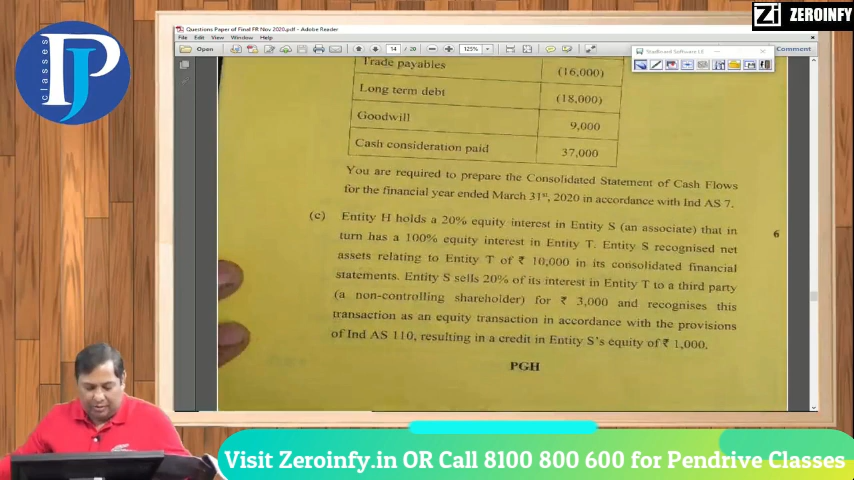 Questions Paper of Final FR Nov 2020.pdf - Adobe Reader
File Edit View Window Help
Open
14 / 20
125%
Comment
ZEROINFY
PJ classes
Trade payables (16,000)
Long term debt (18,000)
Goodwill 9,000
Cash consideration paid 37,000
You are required to prepare the Consolidated Statement of Cash Flows
for the financial year ended March 31st, 2020 in accordance with Ind AS 7.
(c) Entity H holds a 20% equity interest in Entity S (an associate) that in
6
turn has a 100% equity interest in Entity T. Entity S recognised net
assets relating to Entity T of ₹ 10,000 in its consolidated financial
statements. Entity S sells 20% of its interest in Entity T to a third party
(a non-controlling shareholder) for ₹ 3,000 and recognises this
transaction as an equity transaction in accordance with the provisions
of Ind AS 110, resulting in a credit in Entity S's equity of ₹ 1,000.
PGH
Visit Zeroinfy.in OR Call 8100 800 600 for Pendrive Classes